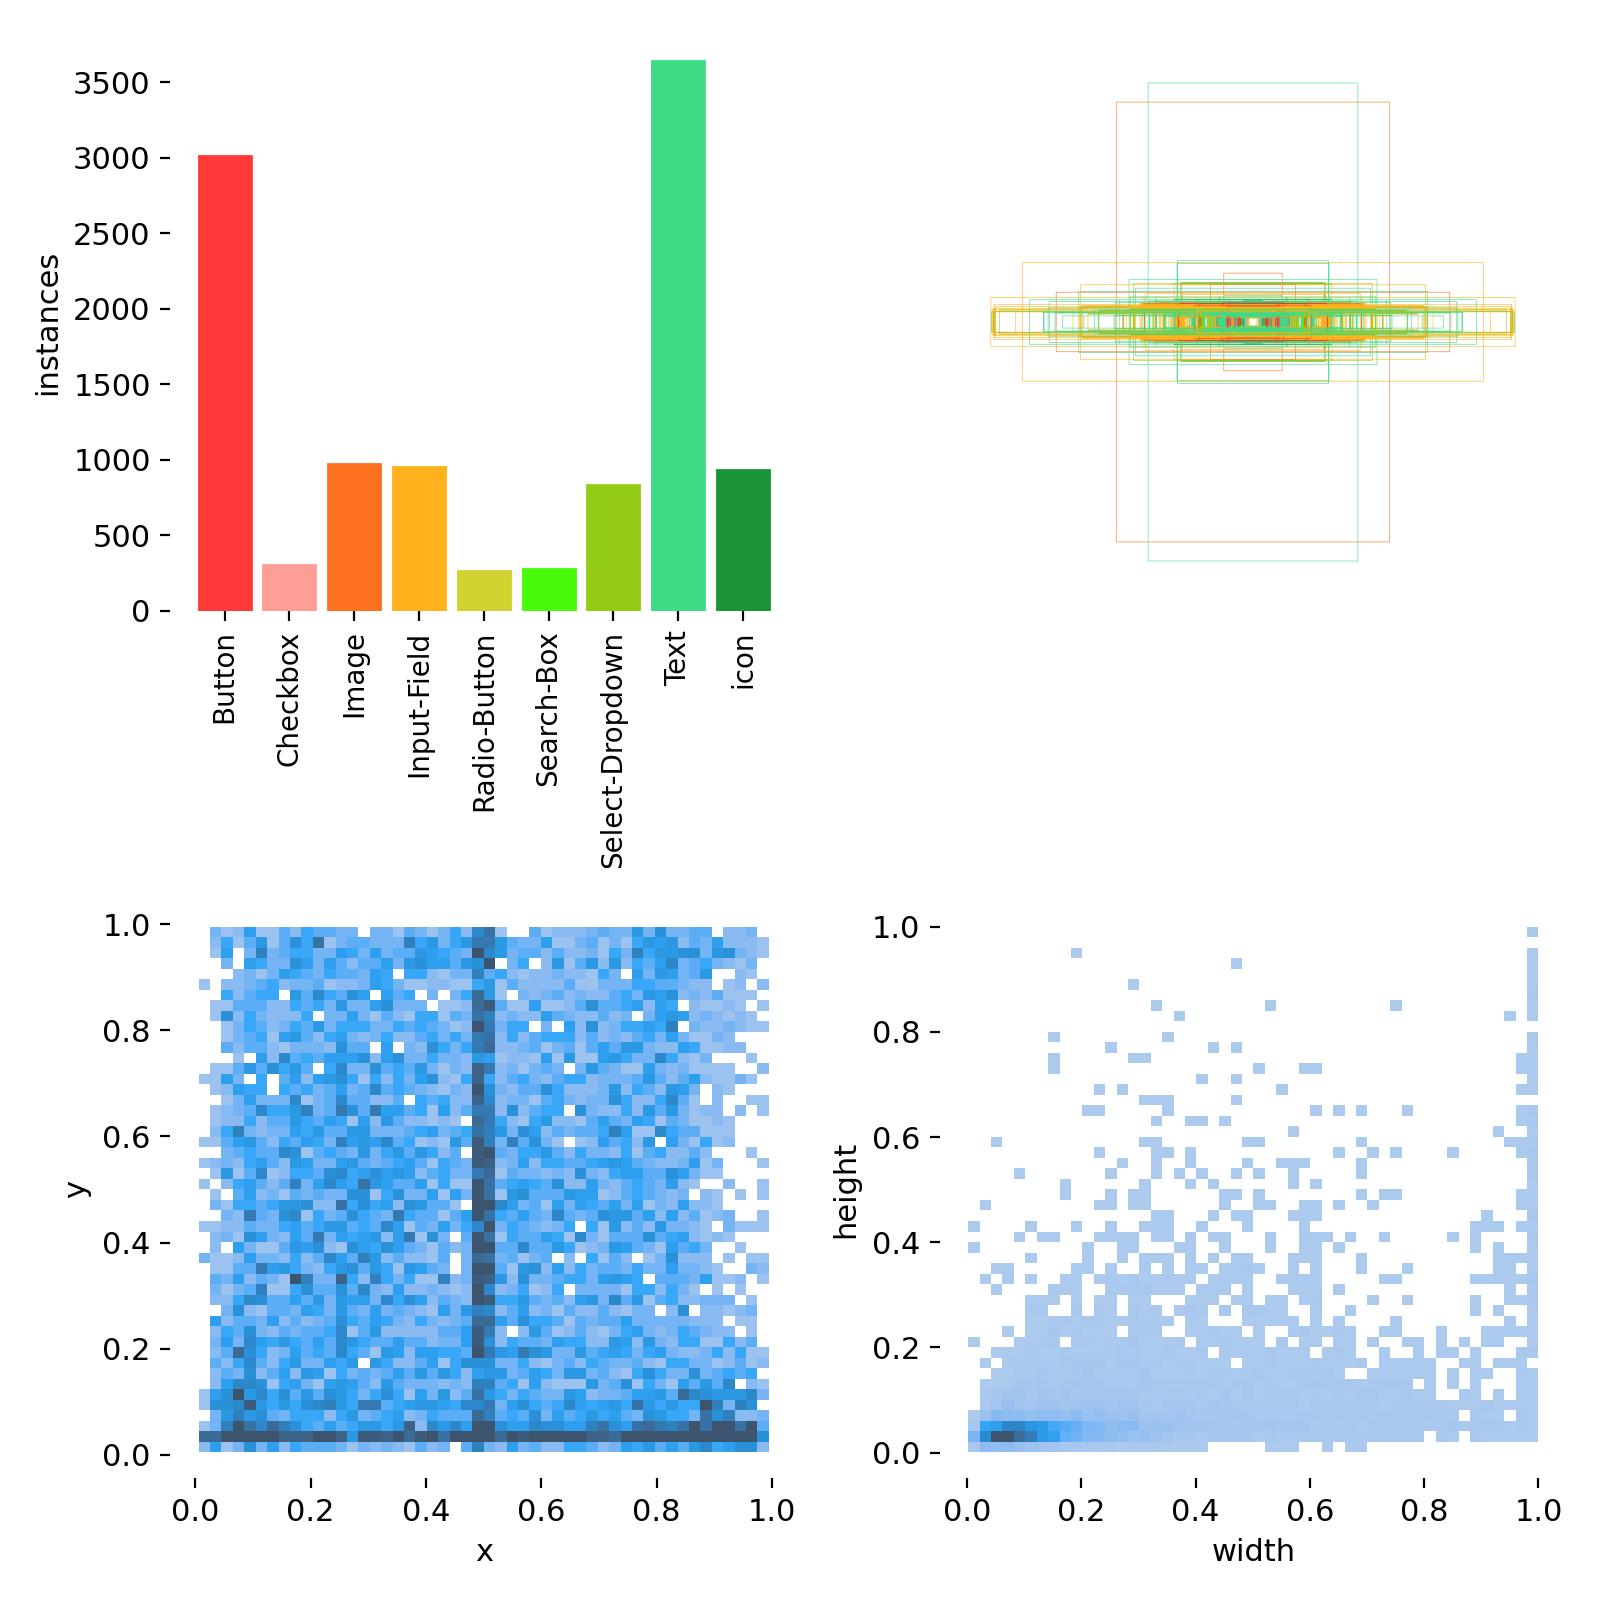 3500
3000
2500
2000
1500
1000
500
0
instances
Button
Checkbox
Image
Input-Field
Radio-Button
Search-Box
Select-Dropdown
Text
icon
1.0
0.8
0.6
0.4
0.2
0.0
y
0.0 0.2 0.4 0.6 0.8 1.0
x
1.0
0.8
0.6
0.4
0.2
0.0
height
0.0 0.2 0.4 0.6 0.8 1.0
width